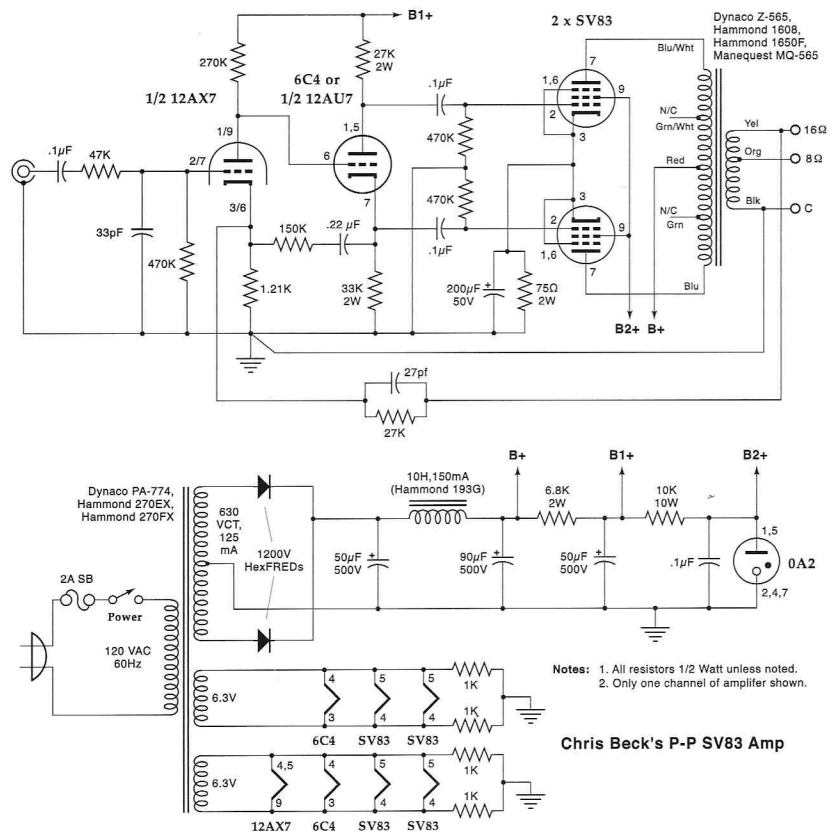 B1+
2 x SV83
Dynaco Z-565,
Hammond 1608,
Hammond 1650F,
Manequest MQ-565
270K
27K
2W
6C4 or
1/2 12AU7
1/2 12AX7
7
Blu/Wht
.1µF
1,6
9
2
3
1/9
1,5
470K
N/C
Grn/Wht
Yel
16Ω
.1µF
47K
2/7
6
Org
8Ω
Red
3/6
7
470K
3
2
9
1,6
7
N/C
Grn
Blk
C
150K
.22 µF
.1µF
33pF
470K
1.21K
33K
2W
200µF
50V
+
75Ω
2W
Blu
B2+
B+
27pf
27K
Dynaco PA-774,
Hammond 270EX,
Hammond 270FX
630
VCT,
125
mA
1200V
HexFREDs
10H,150mA
(Hammond 193G)
B+
6.8K
2W
B1+
10K
10W
B2+
50µF
500V
+
90µF
500V
+
50µF
500V
+
.1µF
1,5
0A2
2,4,7
2A SB
Power
120 VAC
60Hz
6.3V
4
3
6C4
5
4
SV83
5
4
SV83
1K
1K
Notes: 1. All resistors 1/2 Watt unless noted.
2. Only one channel of amplifer shown.
Chris Beck's P-P SV83 Amp
6.3V
4,5
9
12AX7
4
3
6C4
5
4
SV83
5
4
SV83
1K
1K